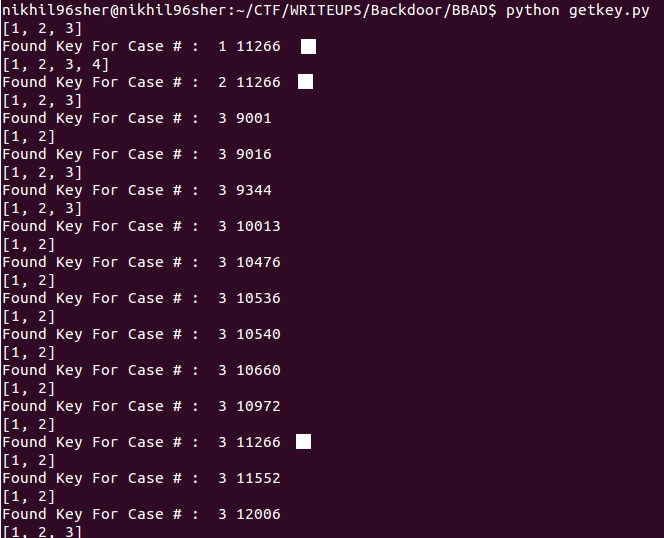 nikhil96sher@nikhil96sher:~/CTF/WRITEUPS/Backdoor/BBAD$ python getkey.py
[1, 2, 3]
Found Key For Case # :  1 11266
[1, 2, 3, 4]
Found Key For Case # :  2 11266
[1, 2, 3]
Found Key For Case # :  3 9001
[1, 2]
Found Key For Case # :  3 9016
[1, 2, 3]
Found Key For Case # :  3 9344
[1, 2, 3]
Found Key For Case # :  3 10013
[1, 2]
Found Key For Case # :  3 10476
[1, 2]
Found Key For Case # :  3 10536
[1, 2]
Found Key For Case # :  3 10540
[1, 2]
Found Key For Case # :  3 10660
[1, 2]
Found Key For Case # :  3 10972
[1, 2]
Found Key For Case # :  3 11266
[1, 2]
Found Key For Case # :  3 11552
[1, 2]
Found Key For Case # :  3 12006
[1, 2, 3]